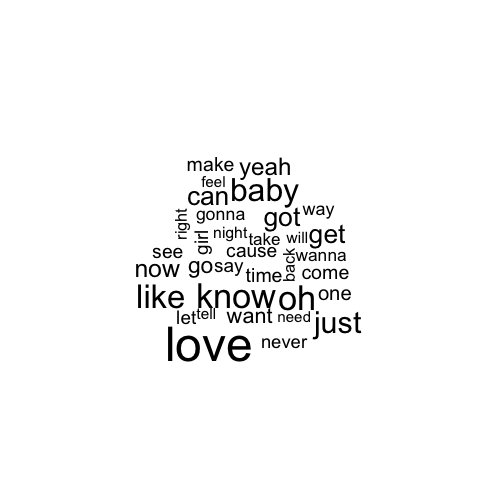 make yeah
feel
can baby
right gonna got way
girl night take will get
see cause back wanna
now go say time come
like know oh one
let tell want need just
love never